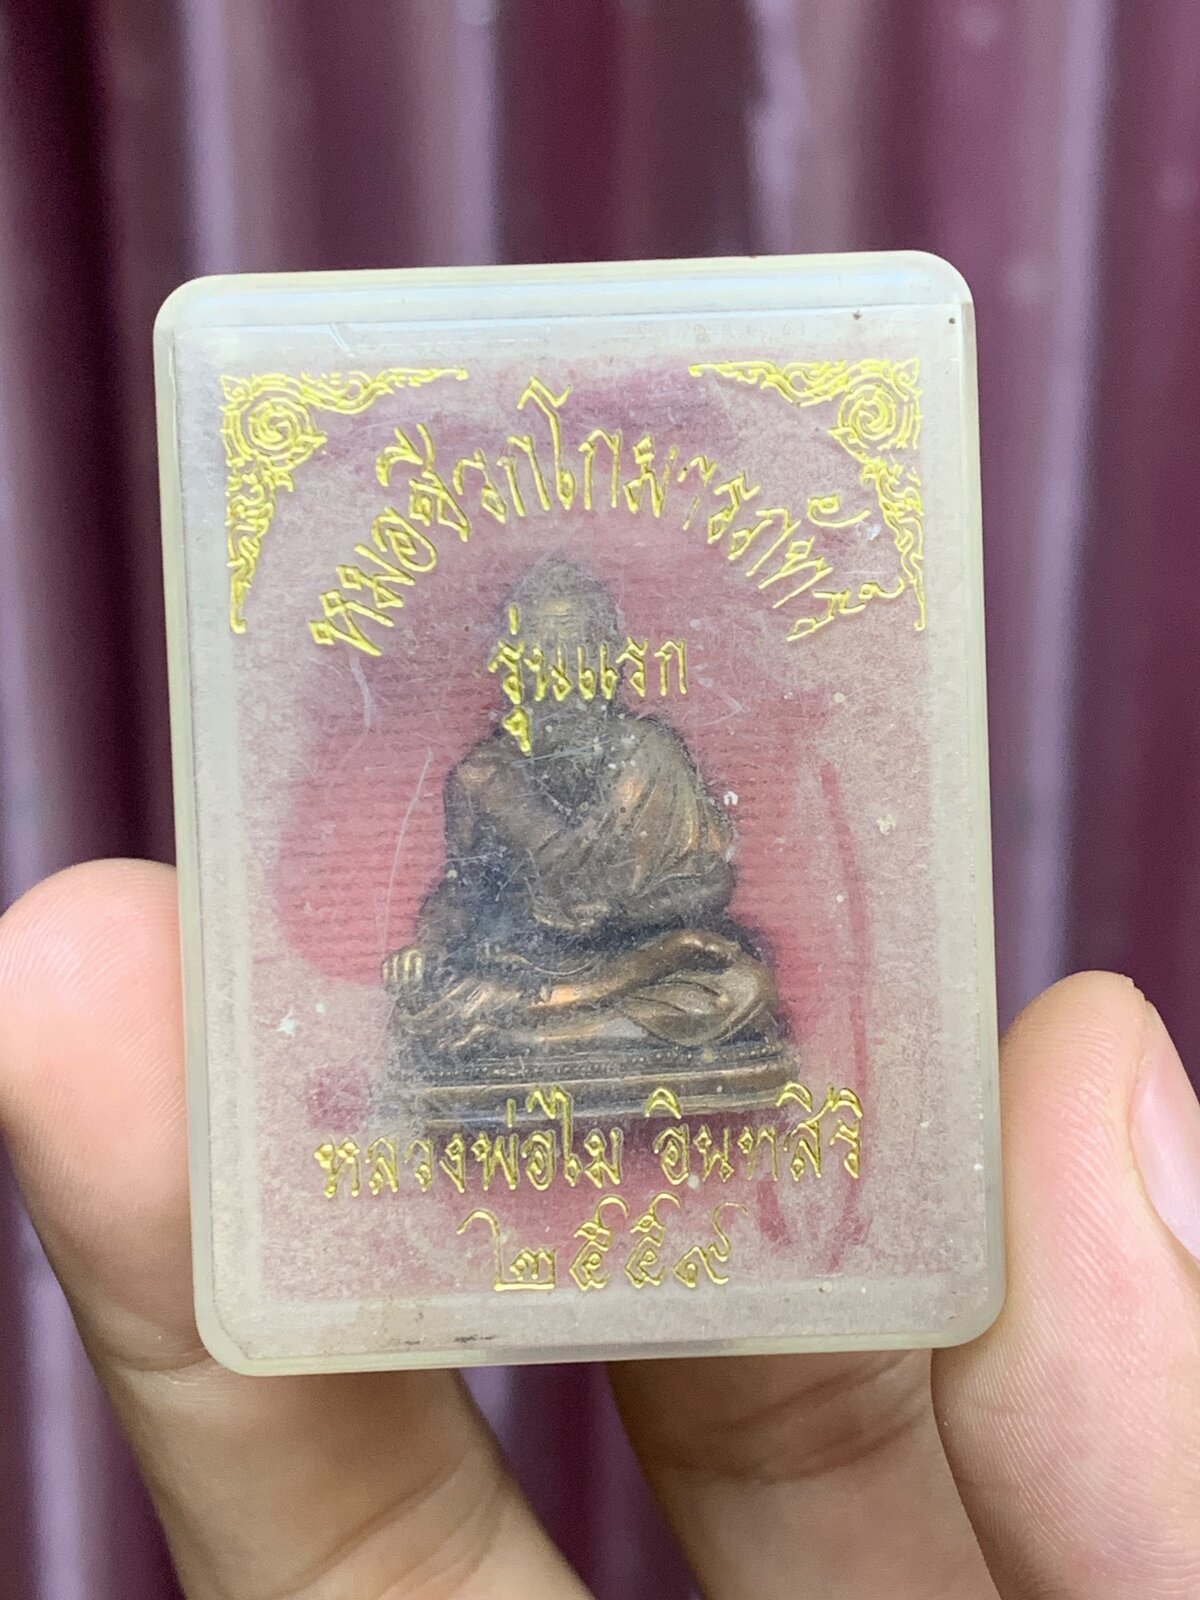 หมอชีวกโกมารภัจจ์
รุ่นแรก
หลวงพ่อไม อินทสิริ
๒๕๕๙